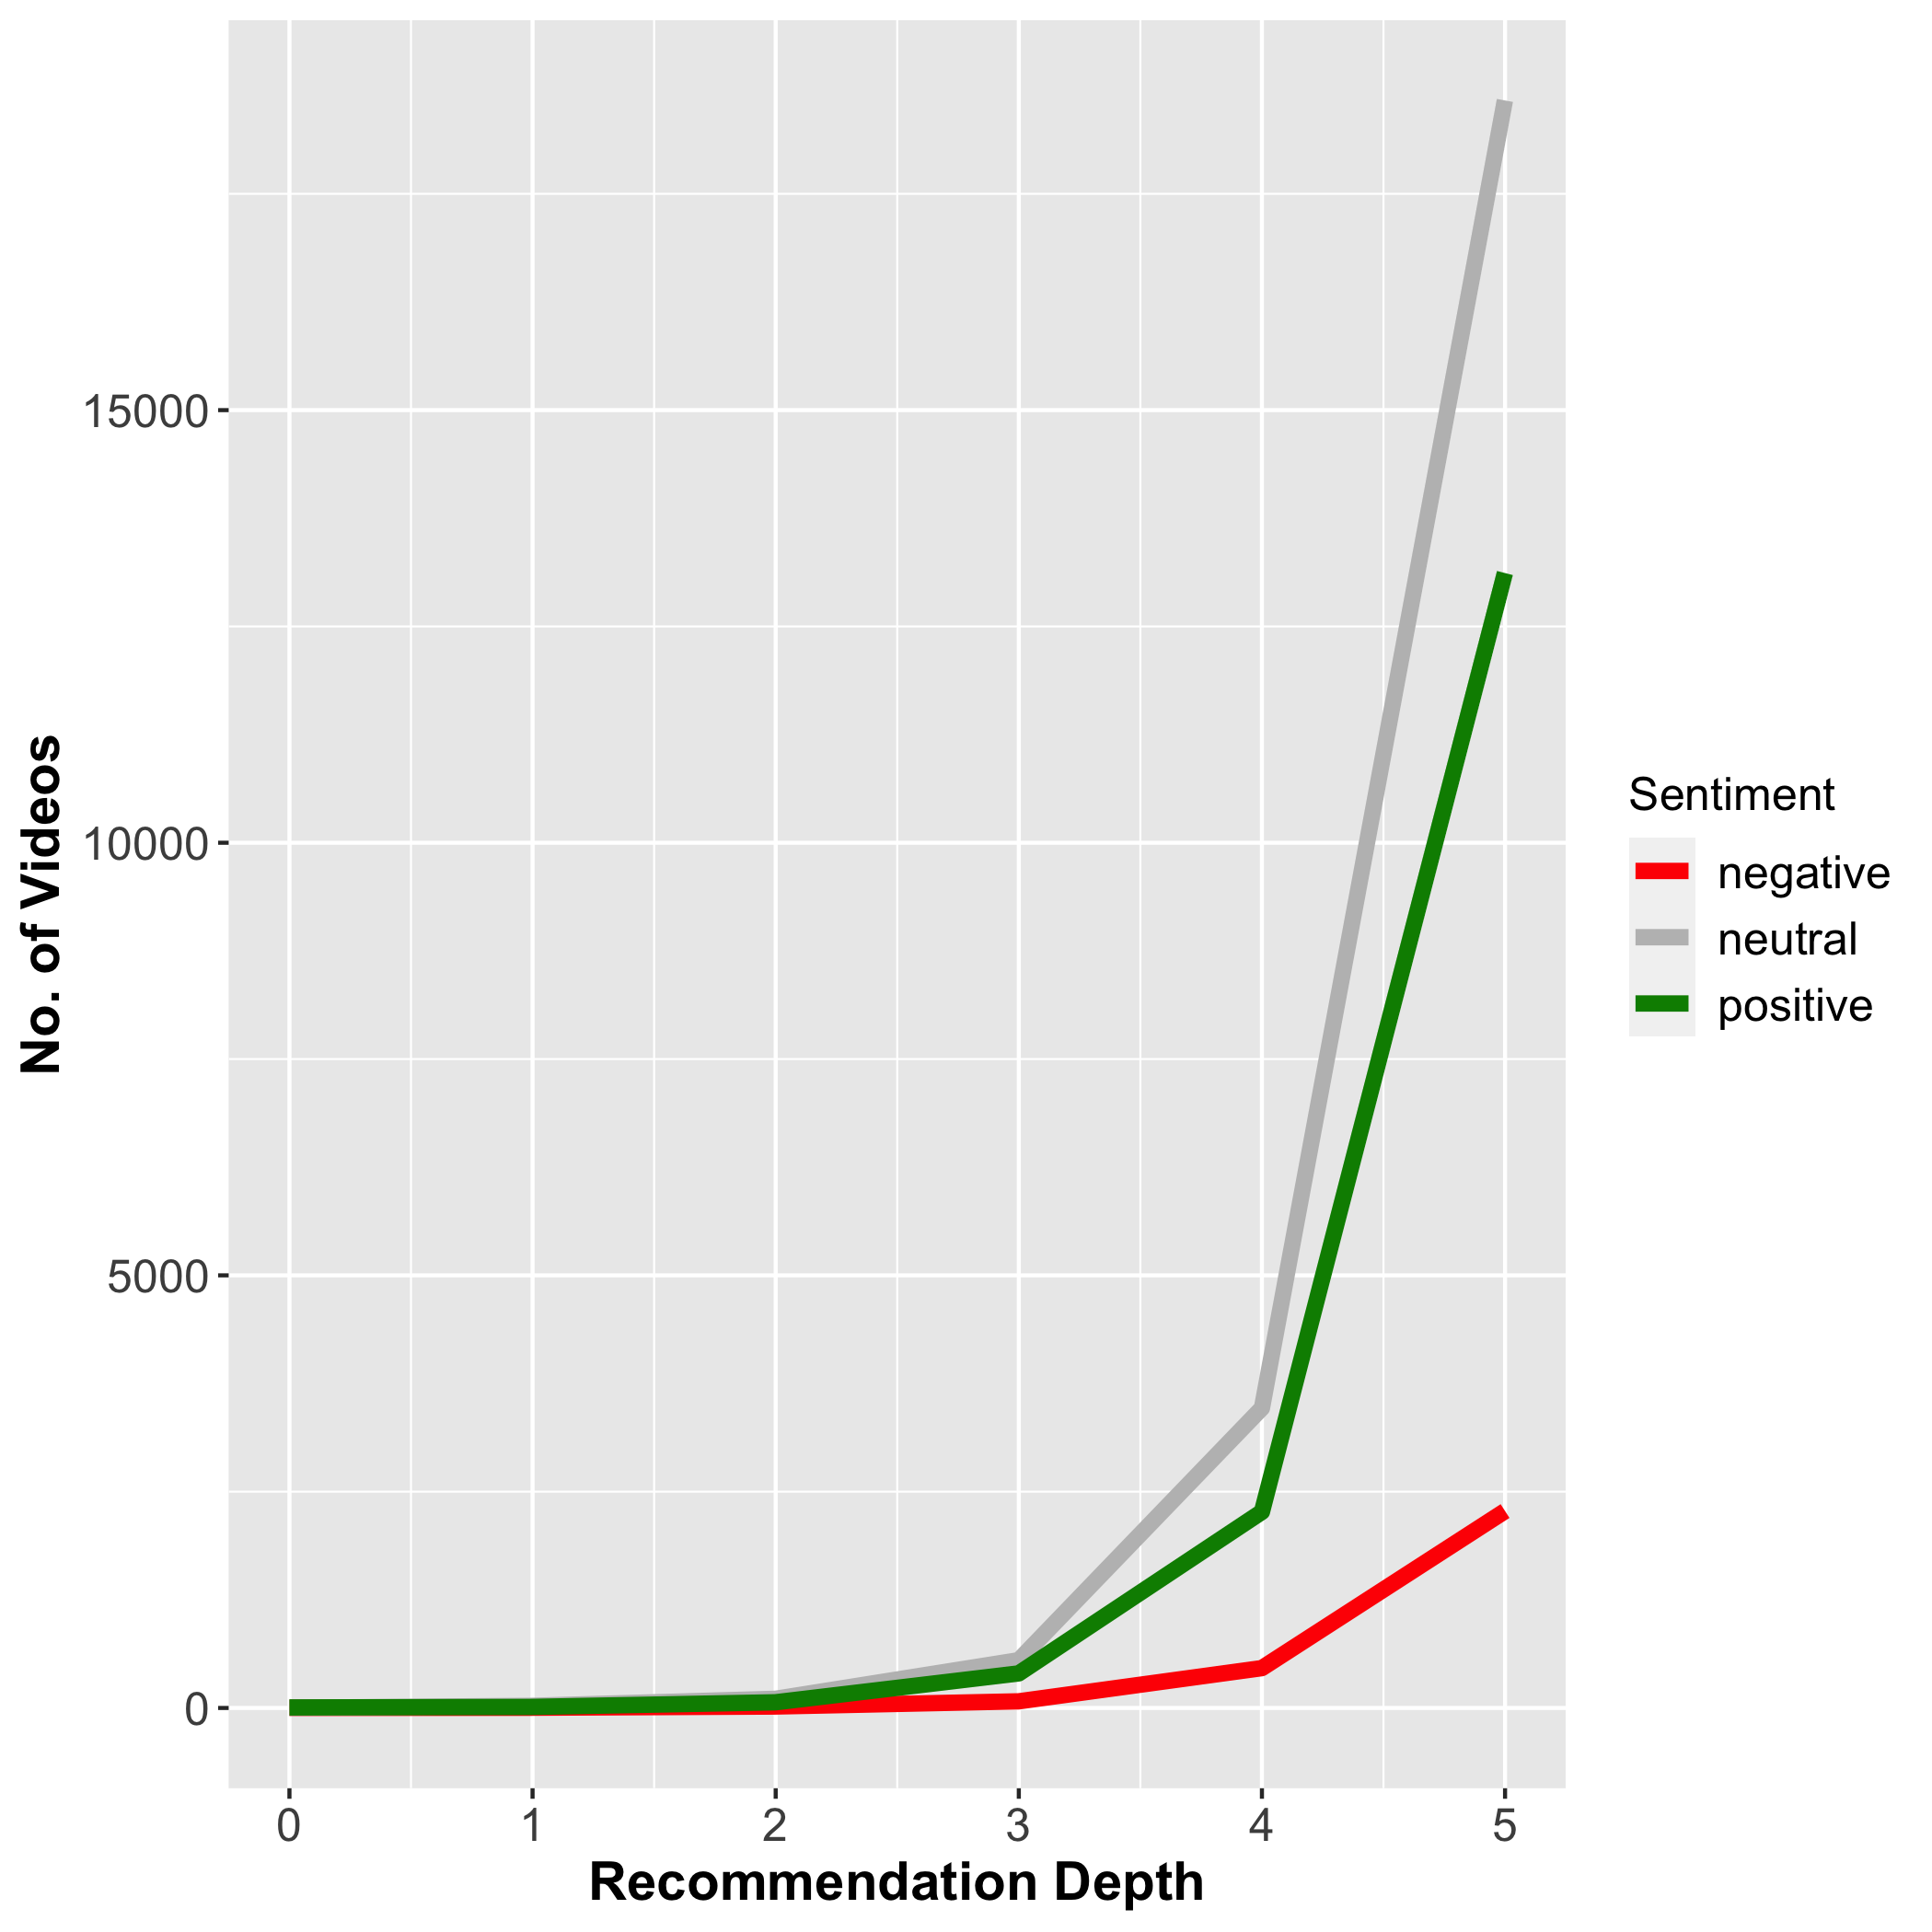 No. of Videos
15000
10000
5000
0
0 1 2 3 4 5
Recommendation Depth
Sentiment
negative
neutral
positive